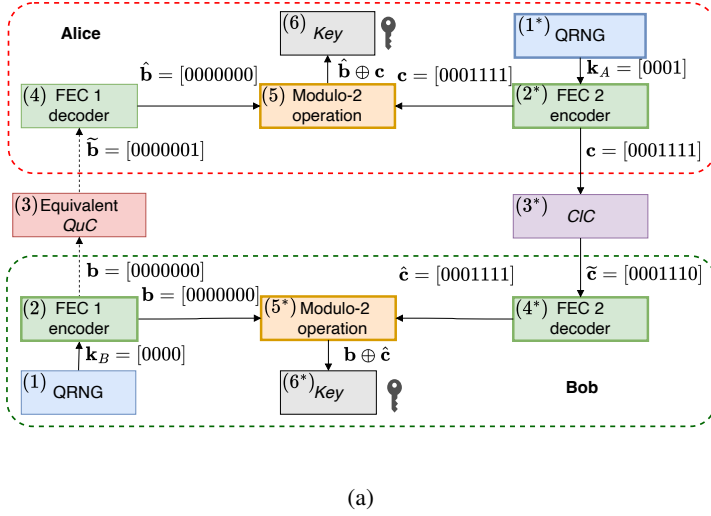 Alice
(6) Key
(1*) QRNG
b̂ = [0000000]
b̂ ⊕ c
c = [0001111]
k_A = [0001]
(4) FEC 1
decoder
(5) Modulo-2
operation
(2*) FEC 2
encoder
b̃ = [0000001]
c = [0001111]
(3) Equivalent
QuC
(3*) ClC
b = [0000000]
ĉ = [0001111]
c̃ = [0001110]
b = [0000000]
(2) FEC 1
encoder
(5*) Modulo-2
operation
(4*) FEC 2
decoder
k_B = [0000]
b ⊕ ĉ
(1) QRNG
(6*) Key
Bob
(a)